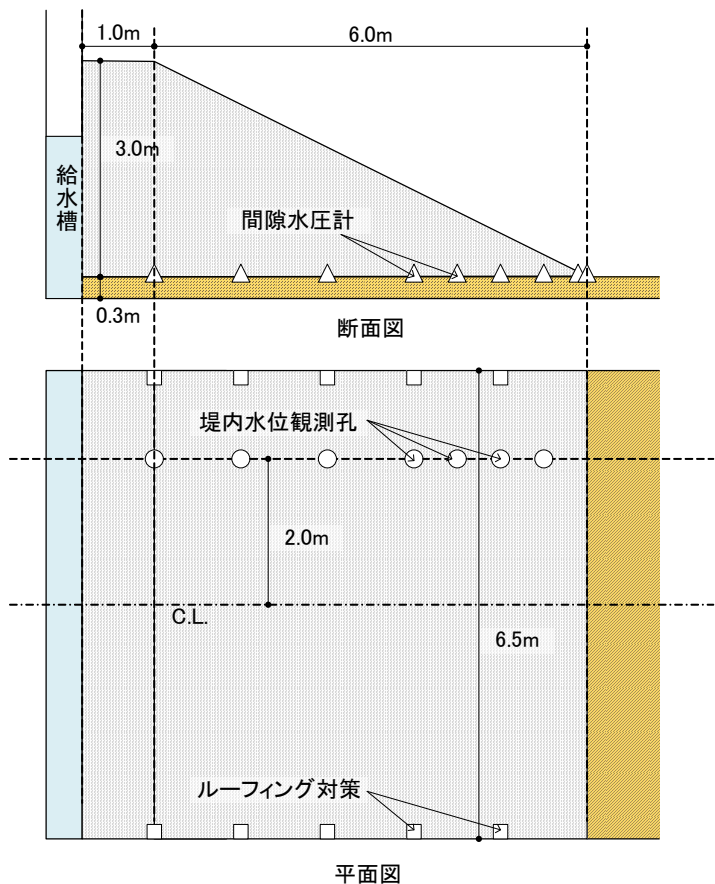 1.0m
6.0m
3.0m
給水槽
間隙水圧計
0.3m
断面図
堤内水位観測孔
2.0m
C.L.
6.5m
ルーフィング対策
平面図